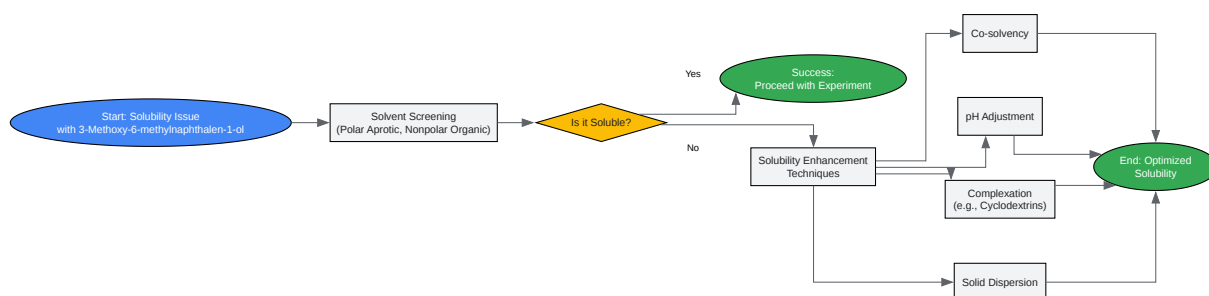 Start: Solubility Issue
with 3-Methoxy-6-methylnaphthalen-1-ol
Solvent Screening
(Polar Aprotic, Nonpolar Organic)
Is it Soluble?
Yes
Success:
Proceed with Experiment
No
Solubility Enhancement
Techniques
Co-solvency
pH Adjustment
Complexation
(e.g., Cyclodextrins)
Solid Dispersion
End: Optimized
Solubility